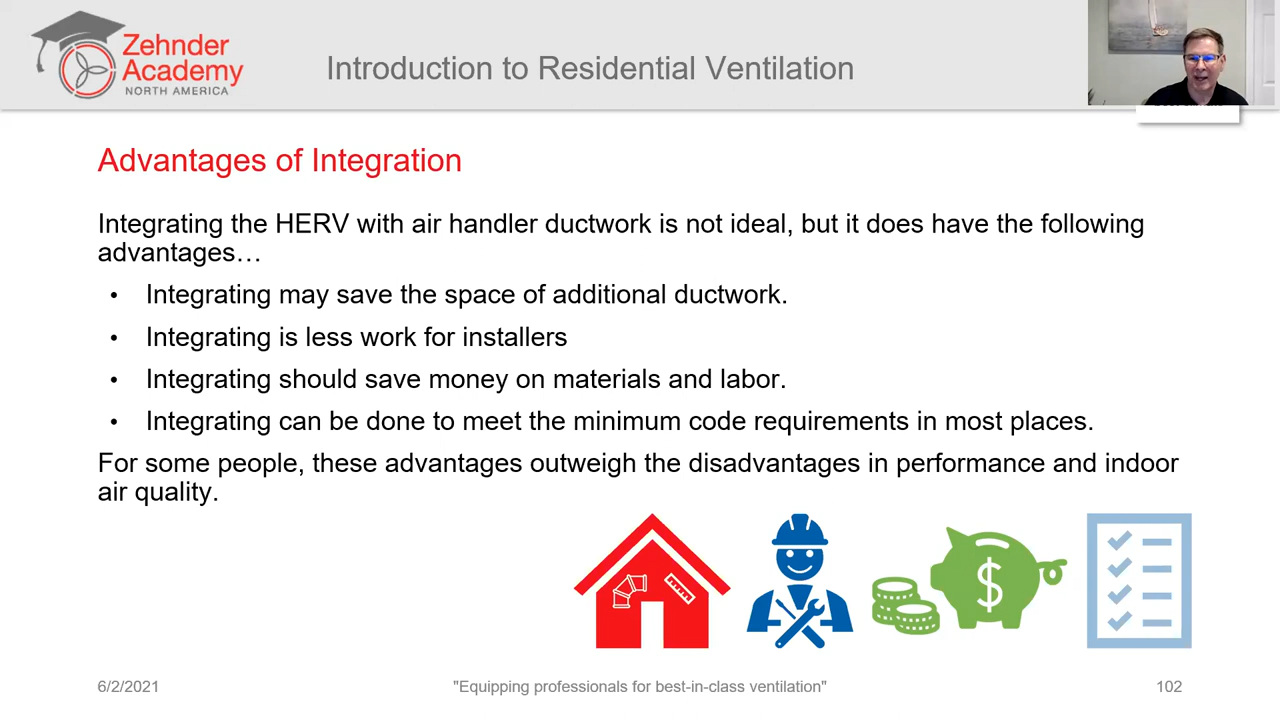 Zehnder
Academy
NORTH AMERICA
Introduction to Residential Ventilation
Advantages of Integration
Integrating the HERV with air handler ductwork is not ideal, but it does have the following
advantages…
• Integrating may save the space of additional ductwork.
• Integrating is less work for installers
• Integrating should save money on materials and labor.
• Integrating can be done to meet the minimum code requirements in most places.
For some people, these advantages outweigh the disadvantages in performance and indoor
air quality.
$
6/2/2021
"Equipping professionals for best-in-class ventilation"
102